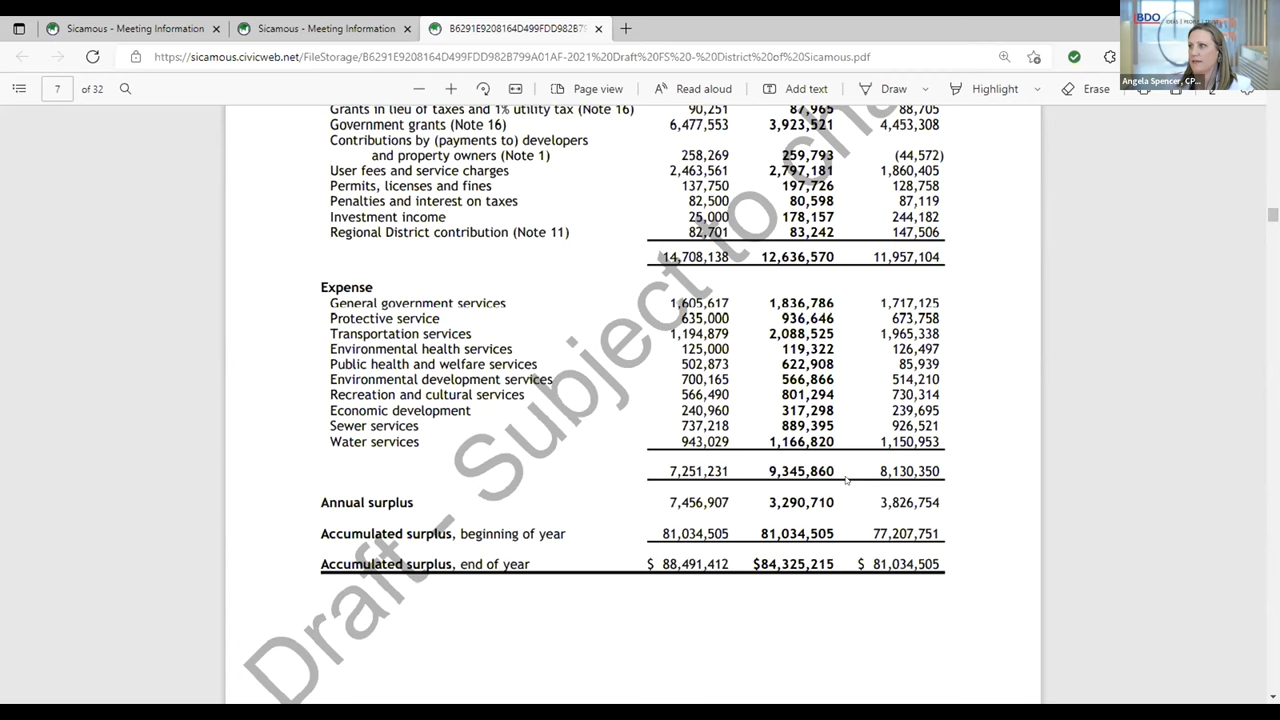 Sicamous - Meeting Information
Sicamous - Meeting Information
B6291E9208164D499FDD982B79
BDO
Angela Spencer, CP...
https://sicamous.civicweb.net/FileStorage/B6291E9208164D499FDD982B799A01AF-2021%20Draft%20FS%20-%20District%20of%20Sicamous.pdf
7 of 32 Page view Read aloud Add text Draw Highlight Erase
Grants in lieu of taxes and 1% utility tax (Note 16) 90,251 87,965 88,705
Government grants (Note 16) 6,477,553 3,923,521 4,453,308
Contributions by (payments to) developers
and property owners (Note 1) 258,269 259,793 (44,572)
User fees and service charges 2,463,561 2,797,181 1,860,405
Permits, licenses and fines 137,750 197,726 128,758
Penalties and interest on taxes 82,500 80,598 87,119
Investment income 25,000 178,157 244,182
Regional District contribution (Note 11) 82,701 83,242 147,506
14,708,138 12,636,570 11,957,104
Expense
General government services 1,605,617 1,836,786 1,717,125
Protective service 635,000 936,646 673,758
Transportation services 1,194,879 2,088,525 1,965,338
Environmental health services 125,000 119,322 126,497
Public health and welfare services 502,873 622,908 85,939
Environmental development services 700,165 566,866 514,210
Recreation and cultural services 566,490 801,294 730,314
Economic development 240,960 317,298 239,695
Sewer services 737,218 889,395 926,521
Water services 943,029 1,166,820 1,150,953
7,251,231 9,345,860 8,130,350
Annual surplus 7,456,907 3,290,710 3,826,754
Accumulated surplus, beginning of year 81,034,505 81,034,505 77,207,751
Accumulated surplus, end of year $ 88,491,412 $84,325,215 $ 81,034,505
Draft - Subject to cha